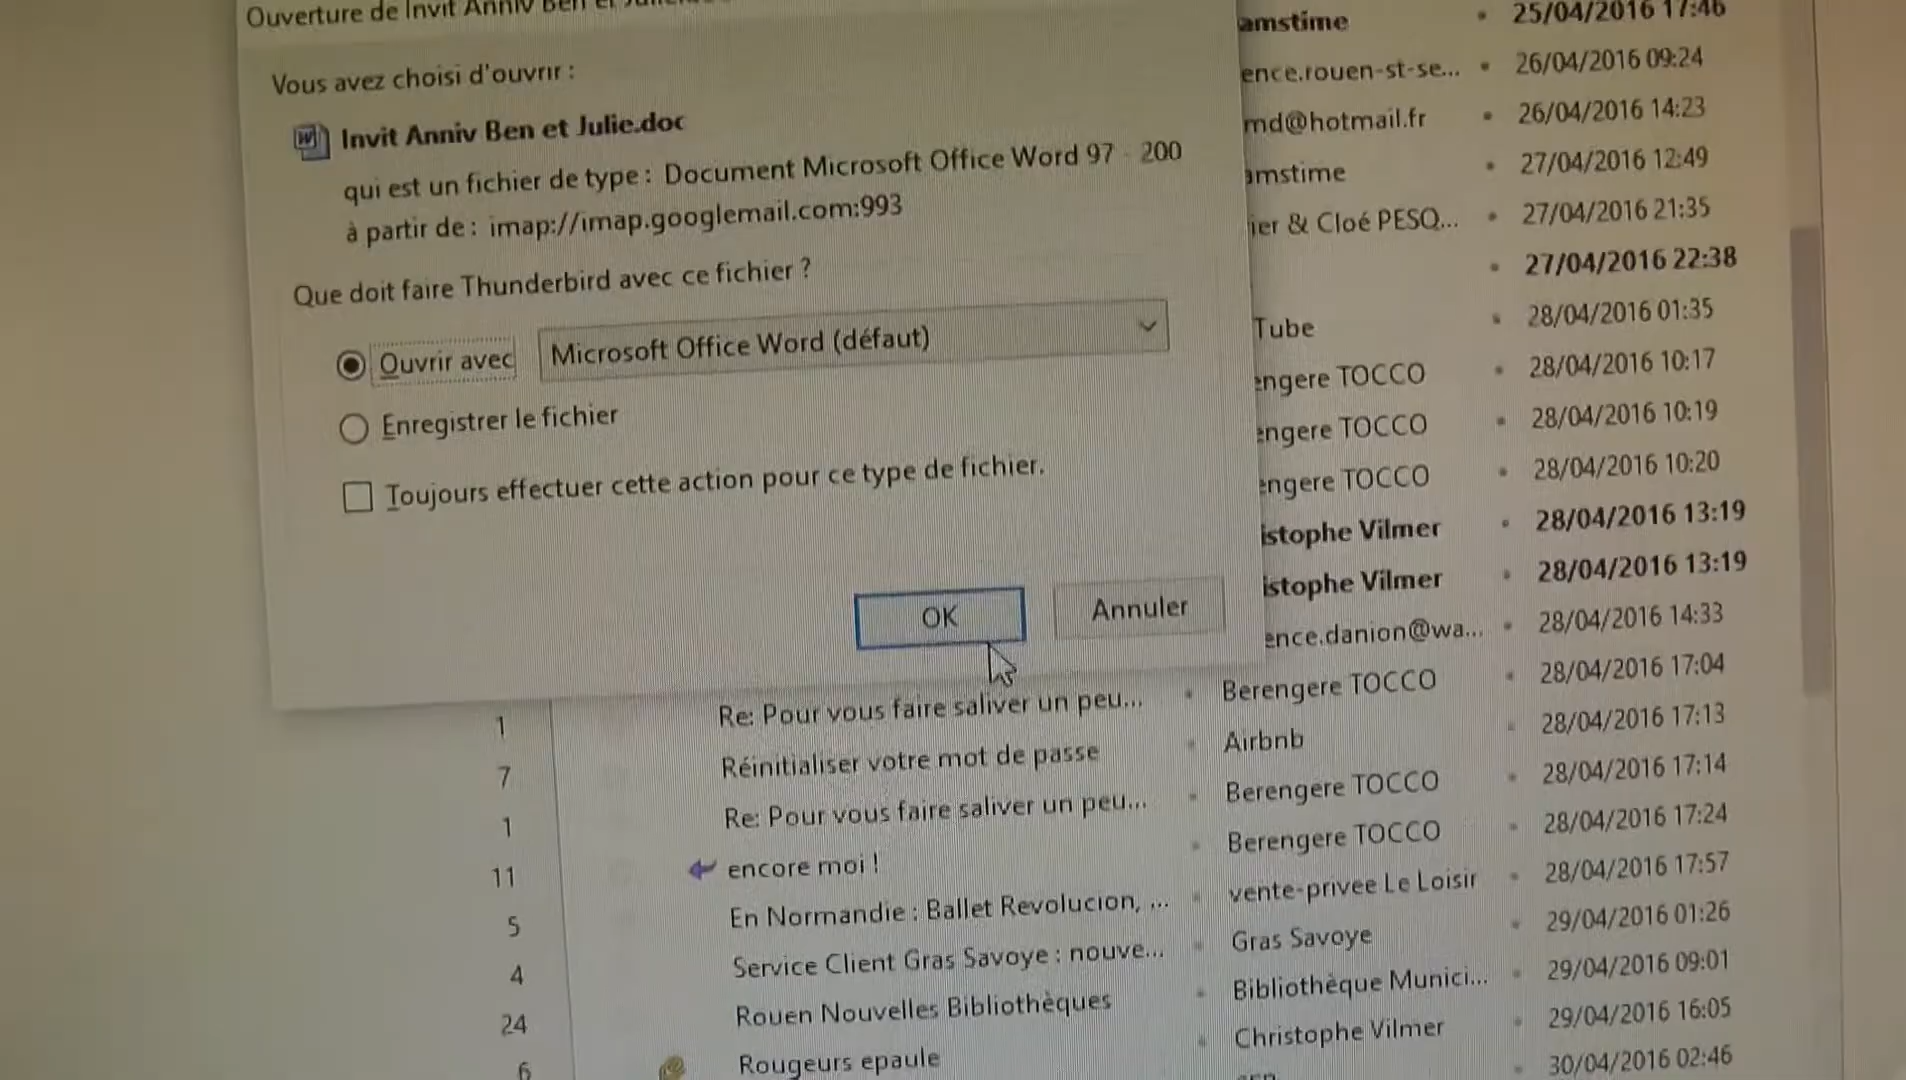 Ouverture de Invit Anniv Ben et
Vous avez choisi d'ouvrir :
Invit Anniv Ben et Julie.doc
qui est un fichier de type : Document Microsoft Office Word 97 - 200
à partir de : imap://imap.googlemail.com:993
Que doit faire Thunderbird avec ce fichier ?
Ouvrir avec Microsoft Office Word (défaut)
Enregistrer le fichier
Toujours effectuer cette action pour ce type de fichier.
OK Annuler
amstime 25/04/2016 17:46
ence.rouen-st-se... 26/04/2016 09:24
md@hotmail.fr 26/04/2016 14:23
amstime 27/04/2016 12:49
ier & Cloé PESQ... 27/04/2016 21:35
27/04/2016 22:38
Tube 28/04/2016 01:35
engere TOCCO 28/04/2016 10:17
engere TOCCO 28/04/2016 10:19
engere TOCCO 28/04/2016 10:20
istophe Vilmer 28/04/2016 13:19
istophe Vilmer 28/04/2016 13:19
ence.danion@wa... 28/04/2016 14:33
1 Re: Pour vous faire saliver un peu... Berengere TOCCO 28/04/2016 17:04
7 Réinitialiser votre mot de passe Airbnb 28/04/2016 17:13
1 Re: Pour vous faire saliver un peu... Berengere TOCCO 28/04/2016 17:14
11 encore moi ! Berengere TOCCO 28/04/2016 17:24
5 En Normandie : Ballet Revolucion, ... vente-privee Le Loisir 28/04/2016 17:57
4 Service Client Gras Savoye : nouve... Gras Savoye 29/04/2016 01:26
24 Rouen Nouvelles Bibliothèques Bibliothèque Munici... 29/04/2016 09:01
6 Rougeurs epaule Christophe Vilmer 29/04/2016 16:05
30/04/2016 02:46